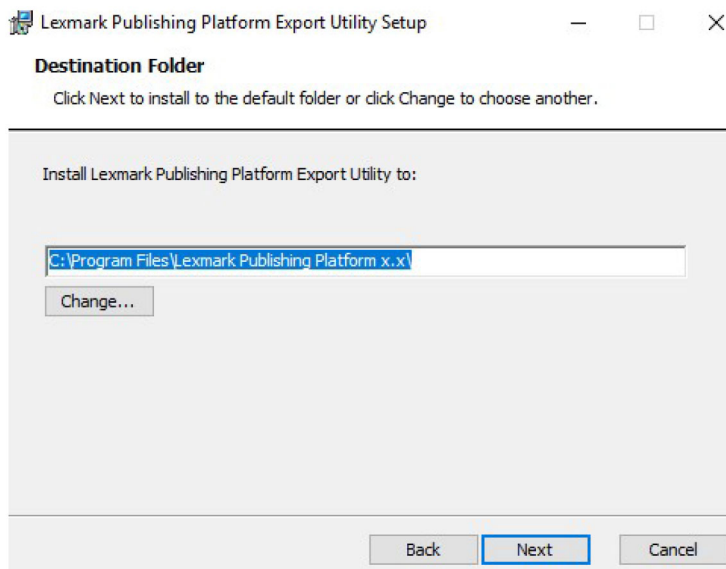 Lexmark Publishing Platform Export Utility Setup
Destination Folder
Click Next to install to the default folder or click Change to choose another.
Install Lexmark Publishing Platform Export Utility to:
C:\Program Files\Lexmark Publishing Platform x.x\
Change...
Back Next Cancel